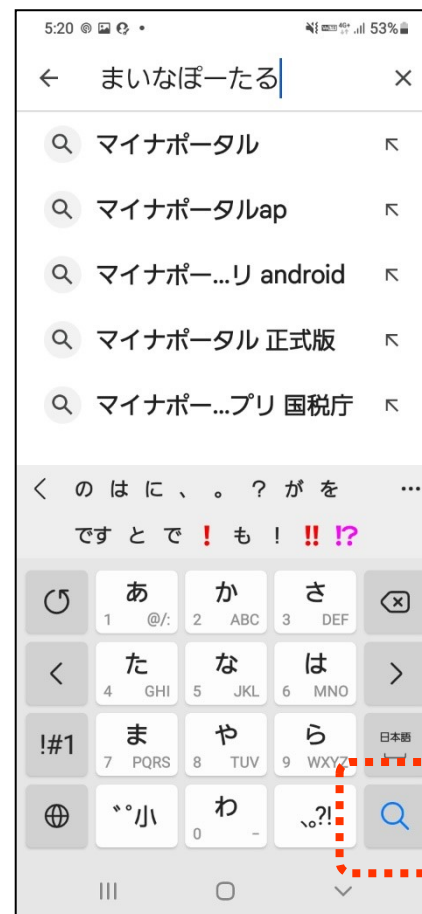 5:20 4G+ 53%
まいなぽーたる
マイナポータル
マイナポータルap
マイナポー...リ android
マイナポータル 正式版
マイナポー...プリ 国税庁
の は に 、 。 ? が を ...
です と で ! も ! !! !?
あ か さ
1 @/: 2 ABC 3 DEF
た な は
4 GHI 5 JKL 6 MNO
!#1 ま や ら 日本語
7 PQRS 8 TUV 9 WXYZ
゛゜小 わ 、。?!
0 -